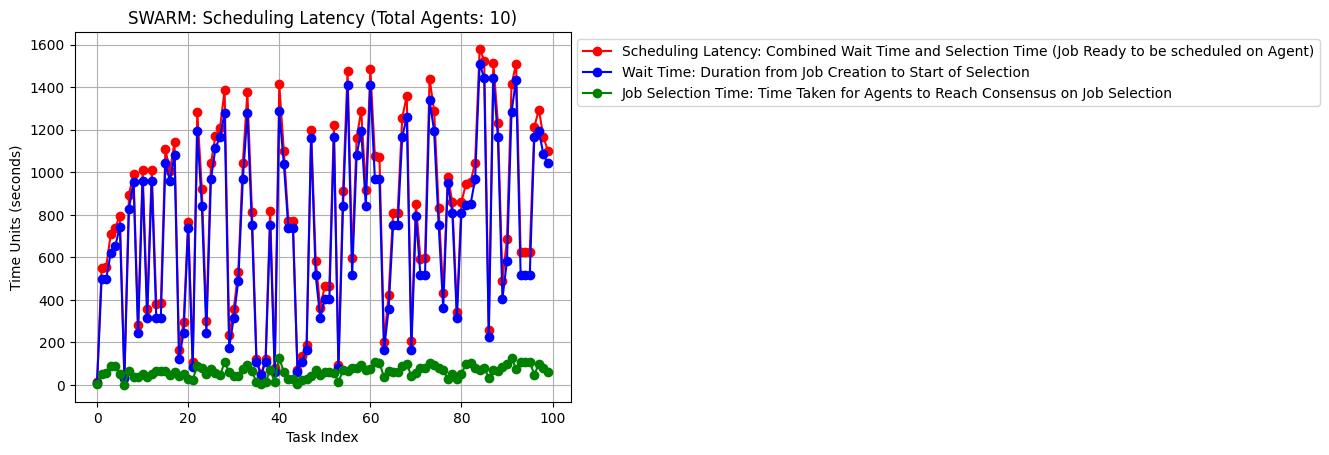 SWARM: Scheduling Latency (Total Agents: 10)
Scheduling Latency: Combined Wait Time and Selection Time (Job Ready to be scheduled on Agent)
Wait Time: Duration from Job Creation to Start of Selection
Job Selection Time: Time Taken for Agents to Reach Consensus on Job Selection
Time Units (seconds)
1600
1400
1200
1000
800
600
400
200
0
0 20 40 60 80 100
Task Index